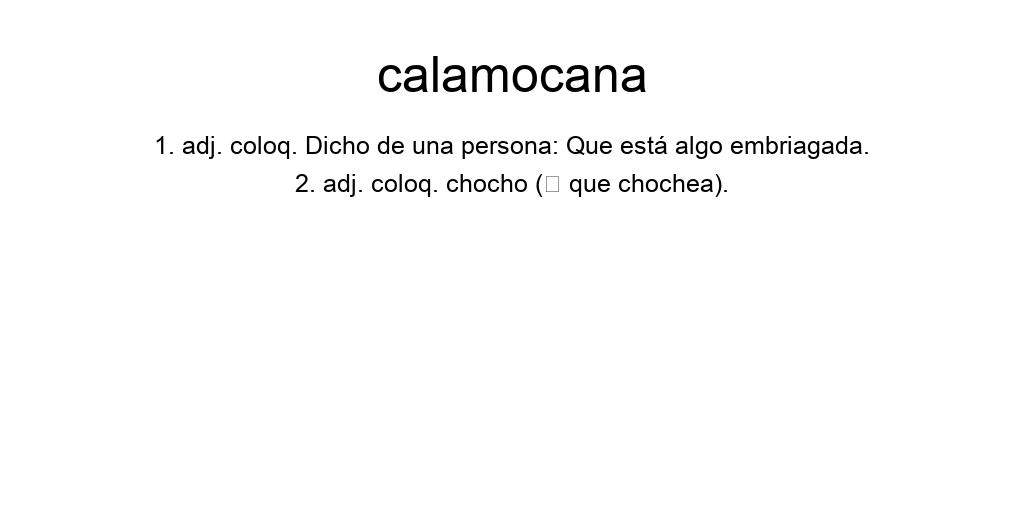 calamocana
1. adj. coloq. Dicho de una persona: Que está algo embriagada.
2. adj. coloq. chocho (□ que chochea).